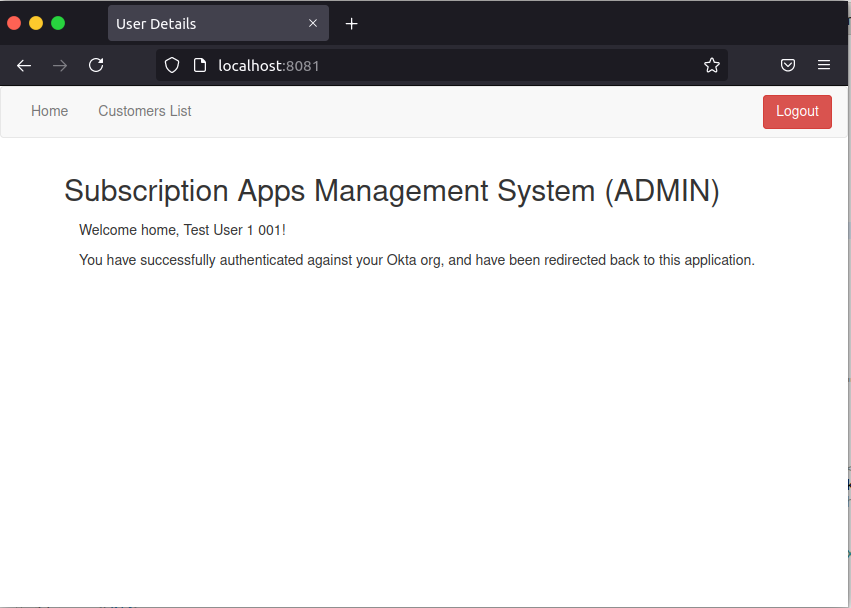 User Details
localhost:8081
Home Customers List Logout
Subscription Apps Management System (ADMIN)
Welcome home, Test User 1 001!
You have successfully authenticated against your Okta org, and have been redirected back to this application.